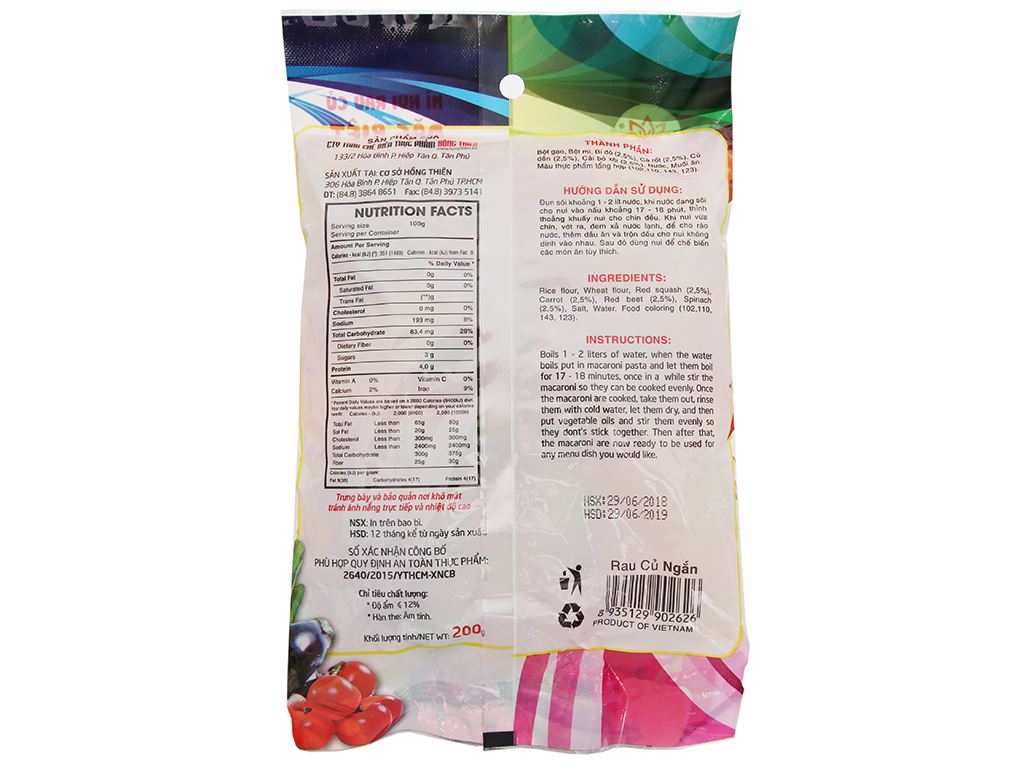 SẢN PHẨM CỦA
CTY TNHH CHẾ BIẾN THỰC PHẨM HỒNG THIÊN
133/2 Hòa Bình P. Hiệp Tân Q. Tân Phú
SẢN XUẤT TẠI: CƠ SỞ HỒNG THIỆN
306 Hòa Bình P. Hiệp Tân Q. Tân Phú TP.HCM
ĐT: (84.8) 3864 8651 Fax: (84.8) 3973 5141
NUTRITION FACTS
Serving size 100g
Serving per Container
Amount Per Serving
Calories - kcal (kJ) (*): 351 (1469) Calories - kcal (kJ) from Fat 0
% Daily Value *
Total Fat 0g 0%
Saturated Fat 0g 0%
Trans Fat (**)g
Cholesterol 0 mg 0%
Sodium 193 mg 8%
Total Carbohydrate 83,4 mg 28%
Dietary Fiber 0g 0%
Sugars 3 g
Protein 4,0 g
Vitamin A 0% Vitamin C 0%
Calcium 2% Iron 9%
*Percent Daily Values are based on a 2000 Calories (8400kJ) diet.
Your daily values maybe higher or lower depending on your calories
needs: Calories - (kJ) 2,000 (8400) 2,500 (10000)
Total Fat Less than 65g 80g
Sat Fat Less than 20g 25g
Cholesterol Less than 300mg 300mg
Sodium Less than 2400mg 2400mg
Total Carbohydrate 300g 375g
Fiber 25g 30g
Calories (kJ) per gram:
Fat 9(38) Carbohydrates 4(17) Protein 4(17)
Trưng bày và bảo quản nơi khô mát
tránh ánh nắng trực tiếp và nhiệt độ cao
NSX: In trên bao bì.
HSD: 12 tháng kể từ ngày sản xuất.
SỐ XÁC NHẬN CÔNG BỐ
PHÙ HỢP QUY ĐỊNH AN TOÀN THỰC PHẨM:
2640/2015/YTHCM-XNCB
Chỉ tiêu chất lượng:
* Độ ẩm ≤ 12%
* Hàn the: Âm tính.
Khối lượng tịnh/NET WT: 200g
THÀNH PHẦN:
Bột gạo, Bột mì, Bí đỏ (2,5%), Cà rốt (2,5%), Củ
dền (2,5%), Cải bó xôi (2,5%), Nước, Muối ăn.
Màu thực phẩm tổng hợp (102,110, 143, 123).
HƯỚNG DẪN SỬ DỤNG:
Đun sôi khoảng 1 - 2 lít nước, khi nước đang sôi
cho nui vào nấu khoảng 17 - 18 phút, thỉnh
thoảng khuấy nui cho chín đều. Khi nui vừa
chín, vớt ra, đem xả nước lạnh, để cho ráo
nước, thêm dầu ăn và trộn đều cho nui không
dính vào nhau. Sau đó dùng nui để chế biến
các món ăn tùy thích.
INGREDIENTS:
Rice flour, Wheat flour, Red squash (2,5%),
Carrot (2,5%), Red beet (2,5%), Spinach
(2,5%), Salt, Water. Food coloring (102,110,
143, 123).
INSTRUCTIONS:
Boils 1 - 2 liters of water, when the water
boils put in macaroni pasta and let them boil
for 17 - 18 minutes, once in a while stir the
macaroni so they can be cooked evenly. Once
the macaroni are cooked, take them out, rinse
them with cold water, let them dry, and then
put vegetable oils and stir them evenly so
they dont's stick together. Then after that,
the macaroni are now ready to be used for
any menu dish you would like.
NSX:29/06/2018
HSD:29/06/2019
Rau Củ Ngắn
8 935129 902626
PRODUCT OF VIETNAM